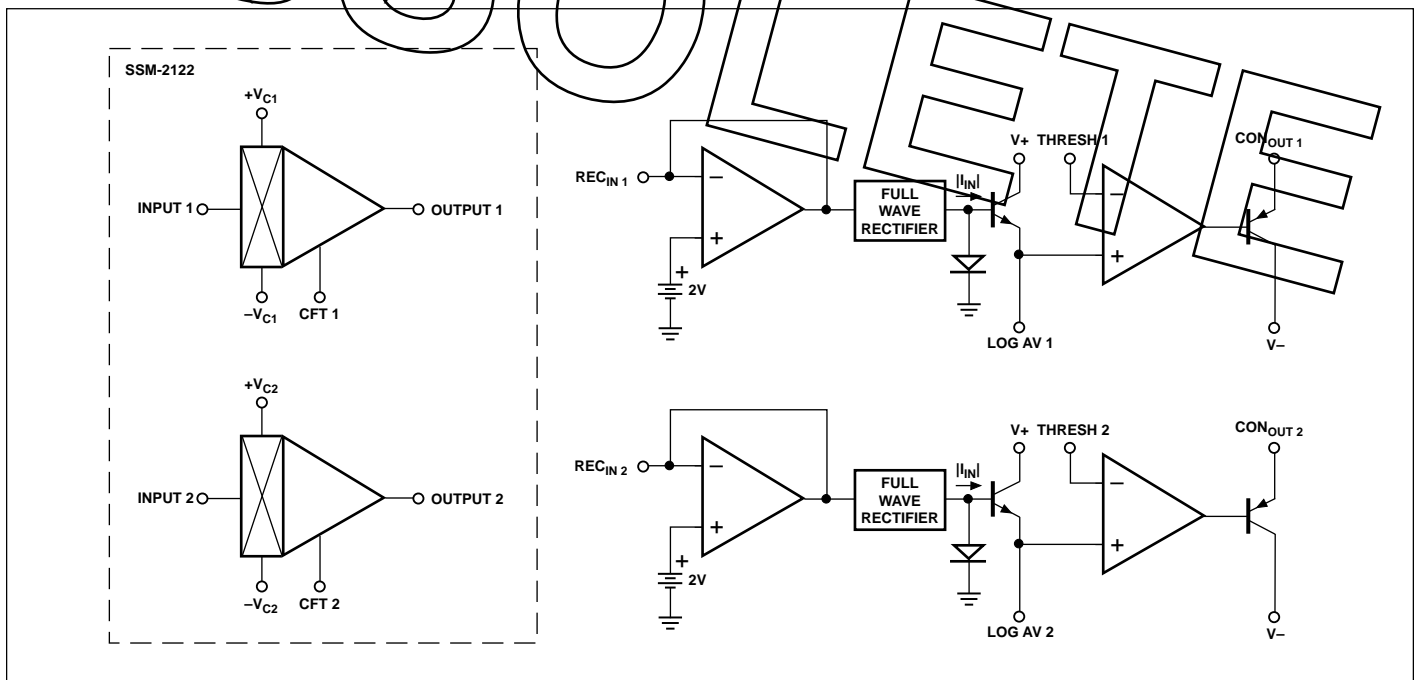 OBSOLETE
SSM-2122
+VC1
INPUT 1
OUTPUT 1
–VC1
CFT 1
RECIN 1
–
+
+
2V
FULL
WAVE
RECTIFIER
|IIN|
V+
THRESH 1
–
+
LOG AV 1
CONOUT 1
V–
+VC2
INPUT 2
OUTPUT 2
–VC2
CFT 2
RECIN 2
–
+
+
2V
FULL
WAVE
RECTIFIER
|IIN|
V+
THRESH 2
–
+
LOG AV 2
CONOUT 2
V–